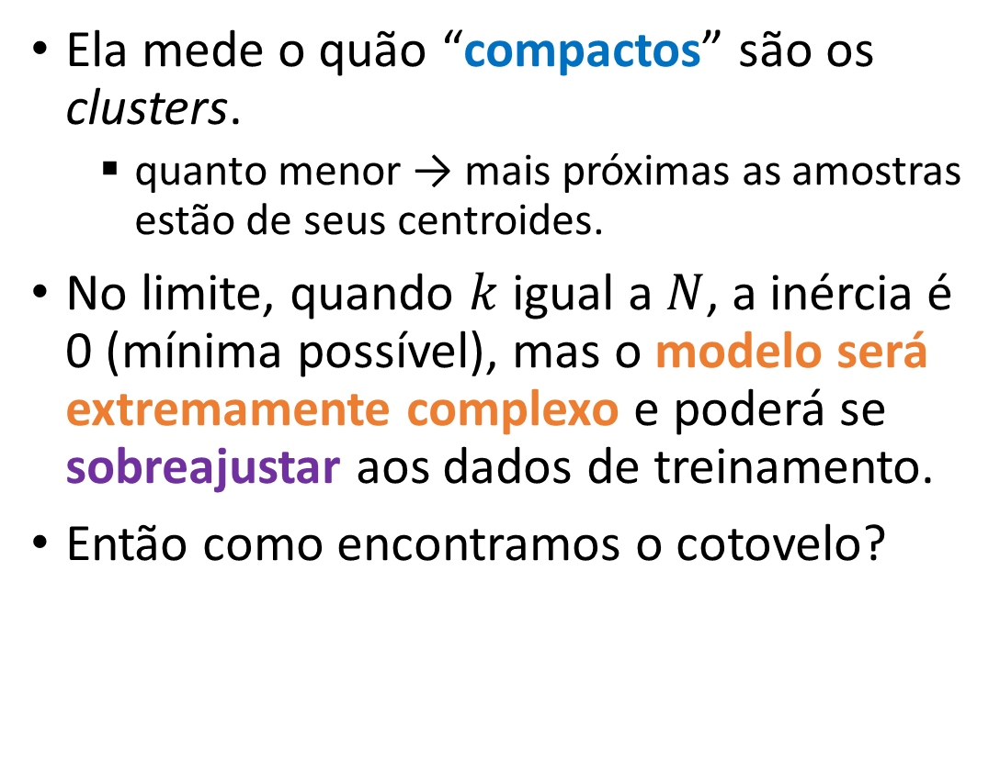 • Ela mede o quão “compactos” são os
clusters.
▪ quanto menor → mais próximas as amostras
estão de seus centroides.
• No limite, quando 𝑘 igual a 𝑁, a inércia é
0 (mínima possível), mas o modelo será
extremamente complexo e poderá se
sobreajustar aos dados de treinamento.
• Então como encontramos o cotovelo?